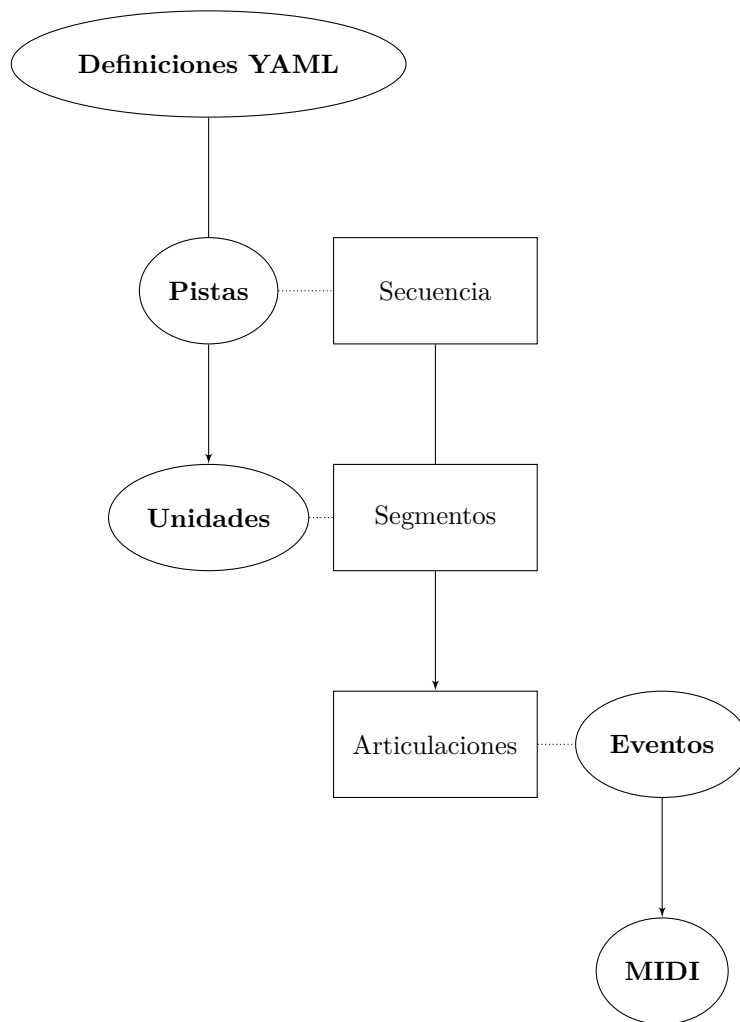 Definiciones YAML
Pistas
Secuencia
Unidades
Segmentos
Articulaciones
Eventos
MIDI